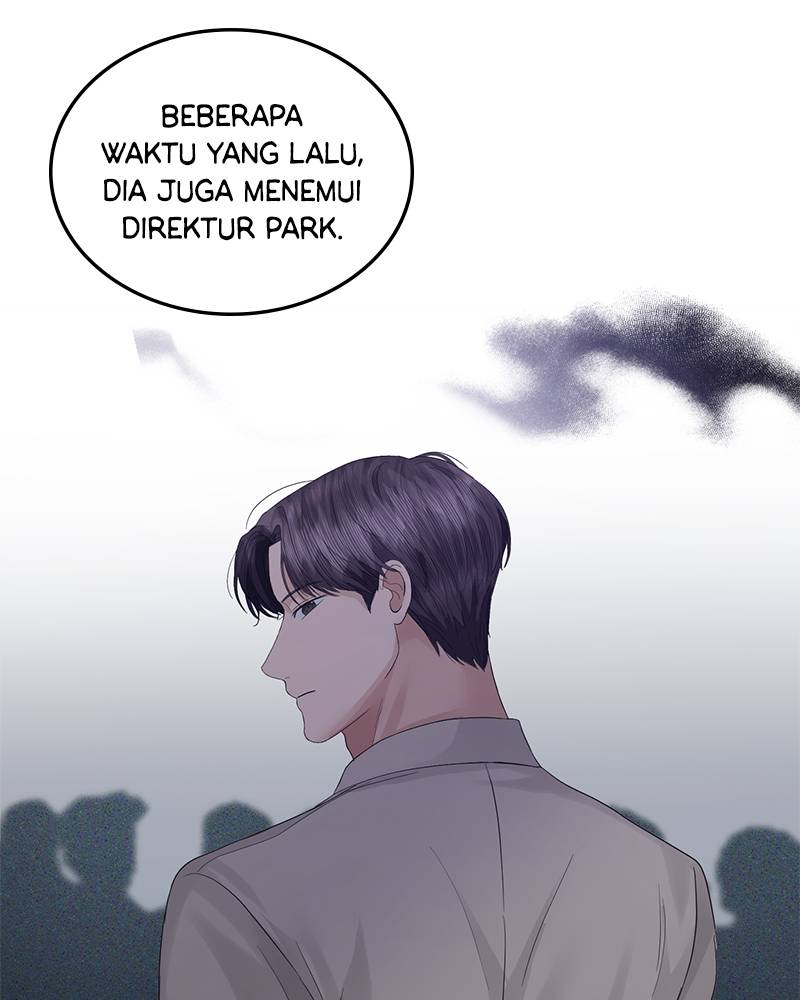 BEBERAPA
WAKTU YANG LALU,
DIA JUGA MENEMUI
DIREKTUR PARK.